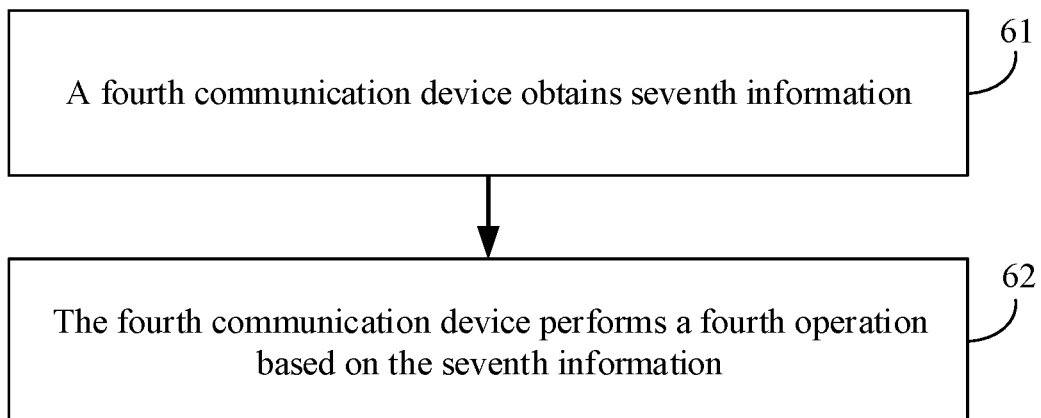 61
A fourth communication device obtains seventh information
62
The fourth communication device performs a fourth operation
based on the seventh information